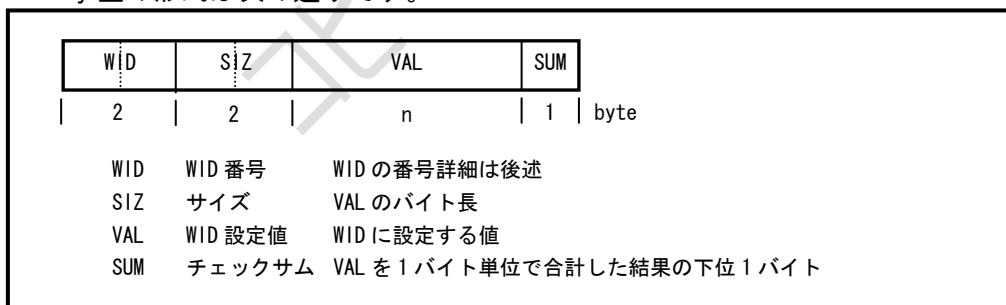 WID SIZ VAL SUM
2 2 n 1 byte
WID WID 番号 WID の番号詳細は後述
SIZ サイズ VAL のバイト長
VAL WID 設定値 WID に設定する値
SUM チェックサム VAL を 1 バイト単位で合計した結果の下位 1 バイト